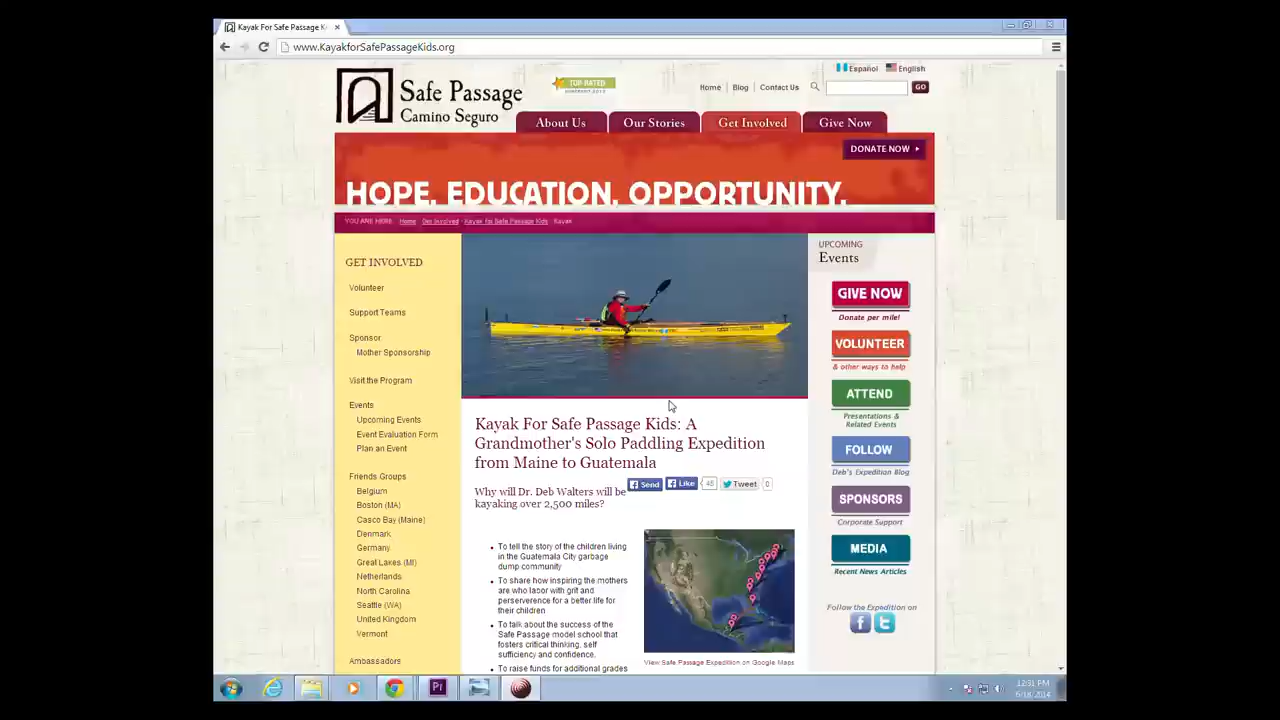 Kayak For Safe Passage K
www.KayakforSafePassageKids.org
Español English
Safe Passage
Camino Seguro
TOP-RATED
Home Blog Contact Us GO
About Us Our Stories Get Involved Give Now
DONATE NOW
HOPE. EDUCATION. OPPORTUNITY.
YOU ARE HERE: Home Get Involved Kayak for Safe Passage Kids Kayak
GET INVOLVED
Volunteer
Support Teams
Sponsor
Mother Sponsorship
Visit the Program
Events
Upcoming Events
Event Evaluation Form
Plan an Event
Friends Groups
Belgium
Boston (MA)
Casco Bay (Maine)
Denmark
Germany
Great Lakes (MI)
Netherlands
North Carolina
Seattle (WA)
United Kingdom
Vermont
Ambassadors
Kayak For Safe Passage Kids: A
Grandmother's Solo Paddling Expedition
from Maine to Guatemala
Why will Dr. Deb Walters will be
kayaking over 2,500 miles?
Send Like Tweet 0
To tell the story of the children living
in the Guatemala City garbage
dump community
To share how inspiring the mothers
are who labor with grit and
perserverence for a better life for
their children
To talk about the success of the
Safe Passage model school that
fosters critical thinking, self
sufficiency and confidence.
To raise funds for additional grades
View Safe Passage Expedition on Google Maps
UPCOMING
Events
GIVE NOW
Donate per mile!
VOLUNTEER
& other ways to help
ATTEND
Presentations &
Related Events
FOLLOW
Deb's Expedition Blog
SPONSORS
Corporate Support
MEDIA
Recent News Articles
Follow the Expedition on
Pr
12:31 PM
6/18/2014